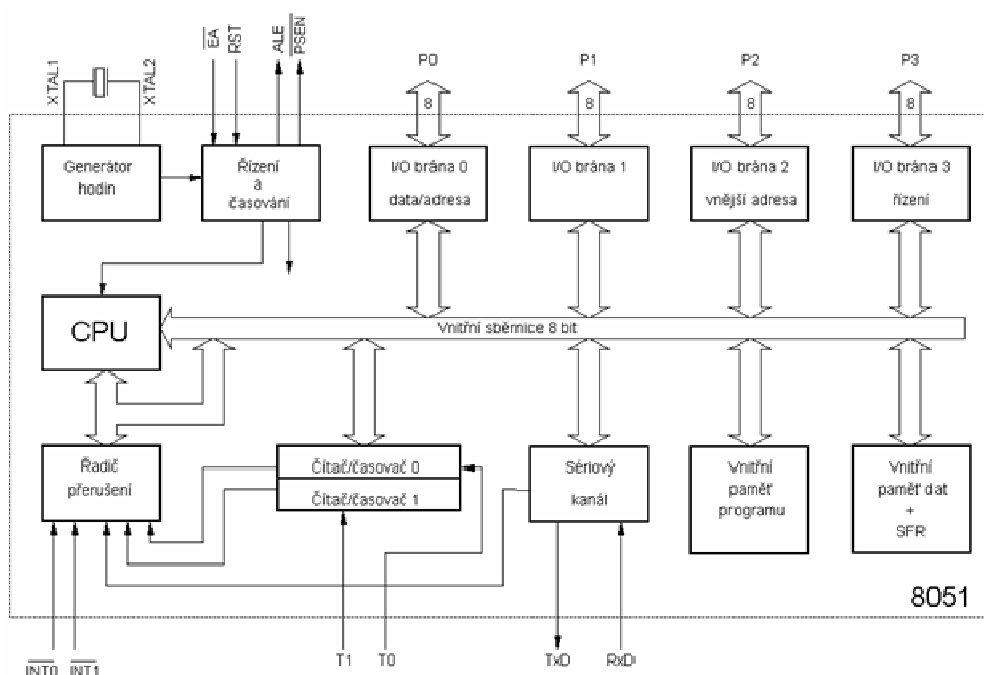 XTAL1
XTAL2
EA
RST
ALE
PSEN
P0
P1
P2
P3
8
8
8
8
Generátor
hodin
Řízení
a
časování
I/O brána 0
data/adresa
I/O brána 1
I/O brána 2
vnější adresa
I/O brána 3
řízení
CPU
Vnitřní sběrnice 8 bit
Řadič
přerušení
Čítač/časovač 0
Čítač/časovač 1
Sériový
kanál
Vnitřní
paměť
programu
Vnitřní
paměť dat
+
SFR
8051
INT0
INT1
T1
T0
TxD
RxD